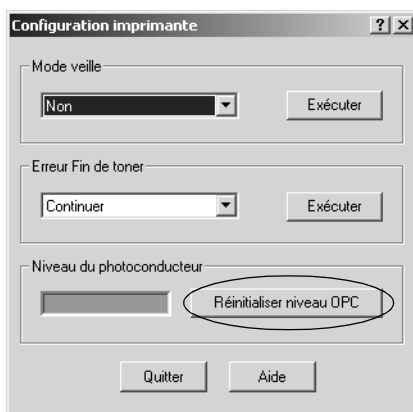 Configuration imprimante ? ×
Mode veille
Non Exécuter
Erreur Fin de toner
Continuer Exécuter
Niveau du photoconducteur
Réinitialiser niveau OPC
Quitter Aide